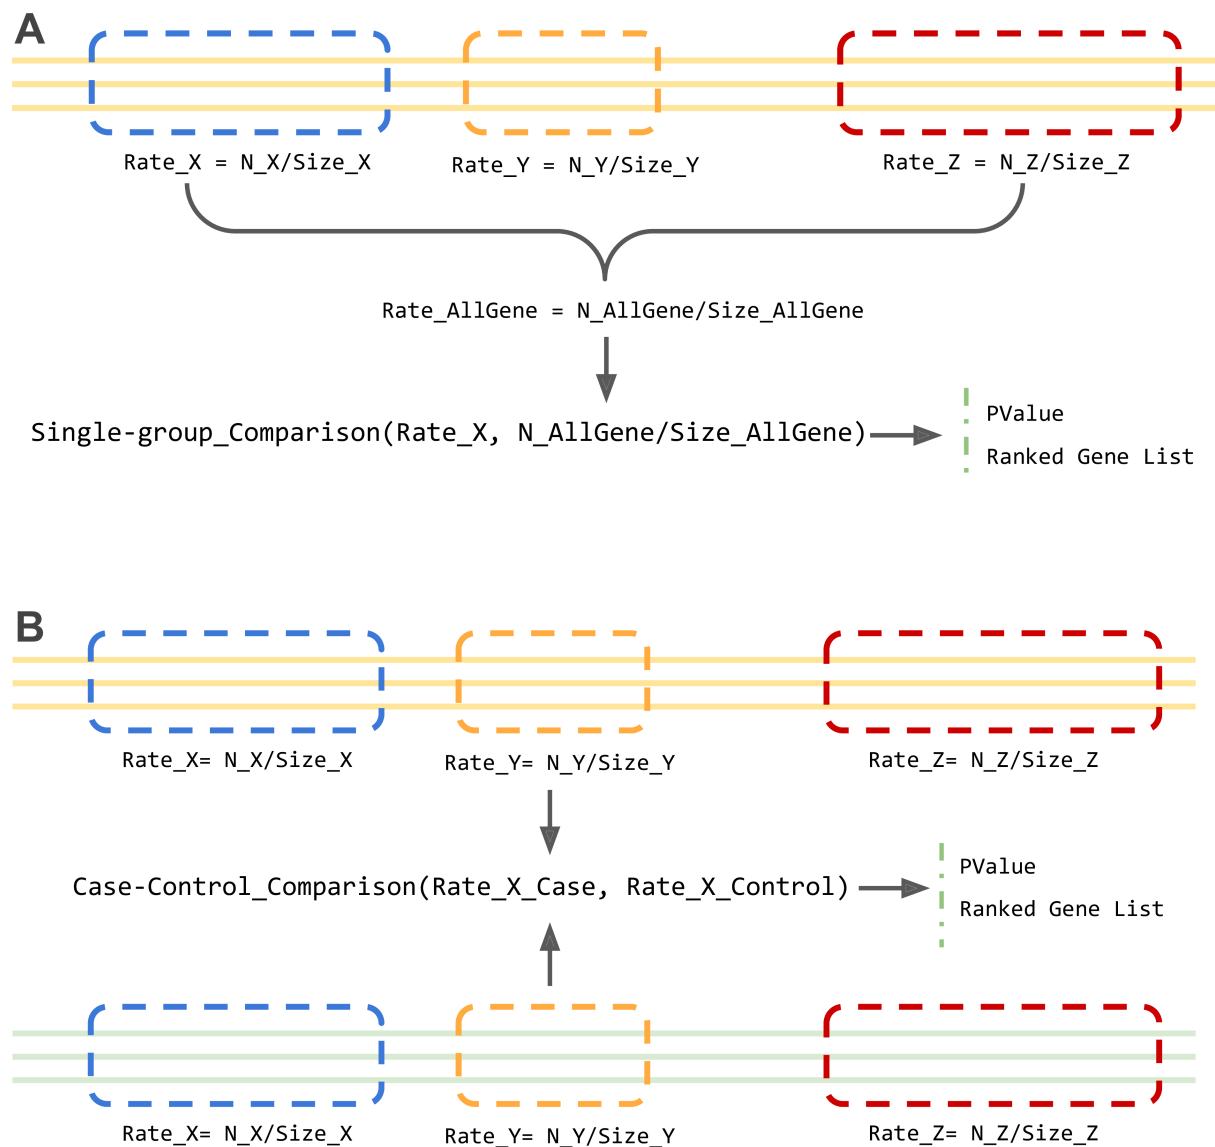 A
Rate_X = N_X/Size_X
Rate_Y = N_Y/Size_Y
Rate_Z = N_Z/Size_Z
Rate_AllGene = N_AllGene/Size_AllGene
Single-group_Comparison(Rate_X, N_AllGene/Size_AllGene)
PValue
Ranked Gene List
B
Rate_X= N_X/Size_X
Rate_Y= N_Y/Size_Y
Rate_Z= N_Z/Size_Z
Case-Control_Comparison(Rate_X_Case, Rate_X_Control)
PValue
Ranked Gene List
Rate_X= N_X/Size_X
Rate_Y= N_Y/Size_Y
Rate_Z= N_Z/Size_Z